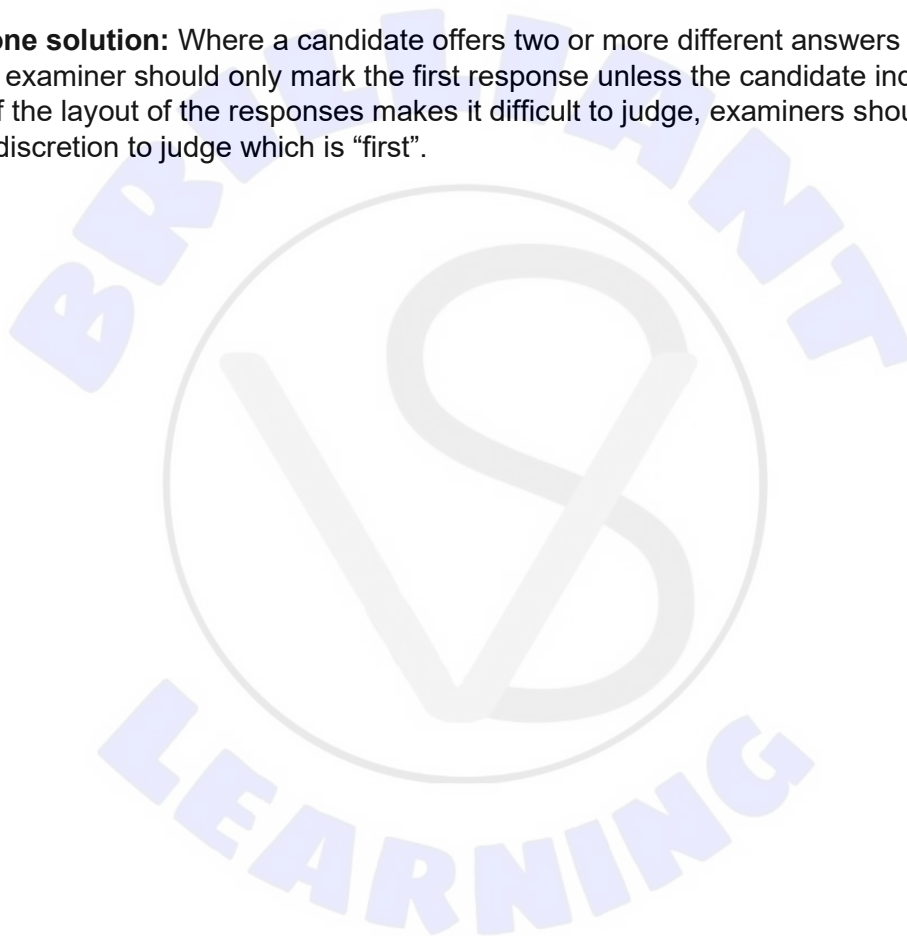 one solution: Where a candidate offers two or more different answers
examiner should only mark the first response unless the candidate
f the layout of the responses makes it difficult to judge, examiners
discretion to judge which is “first”.
BRILLIANT
VS
LEARNING